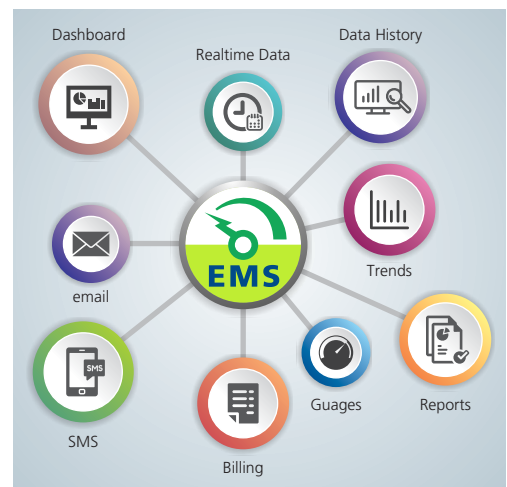 Dashboard
Realtime Data
Data History
EMS
Trends
email
SMS
SMS
Billing
Guages
Reports